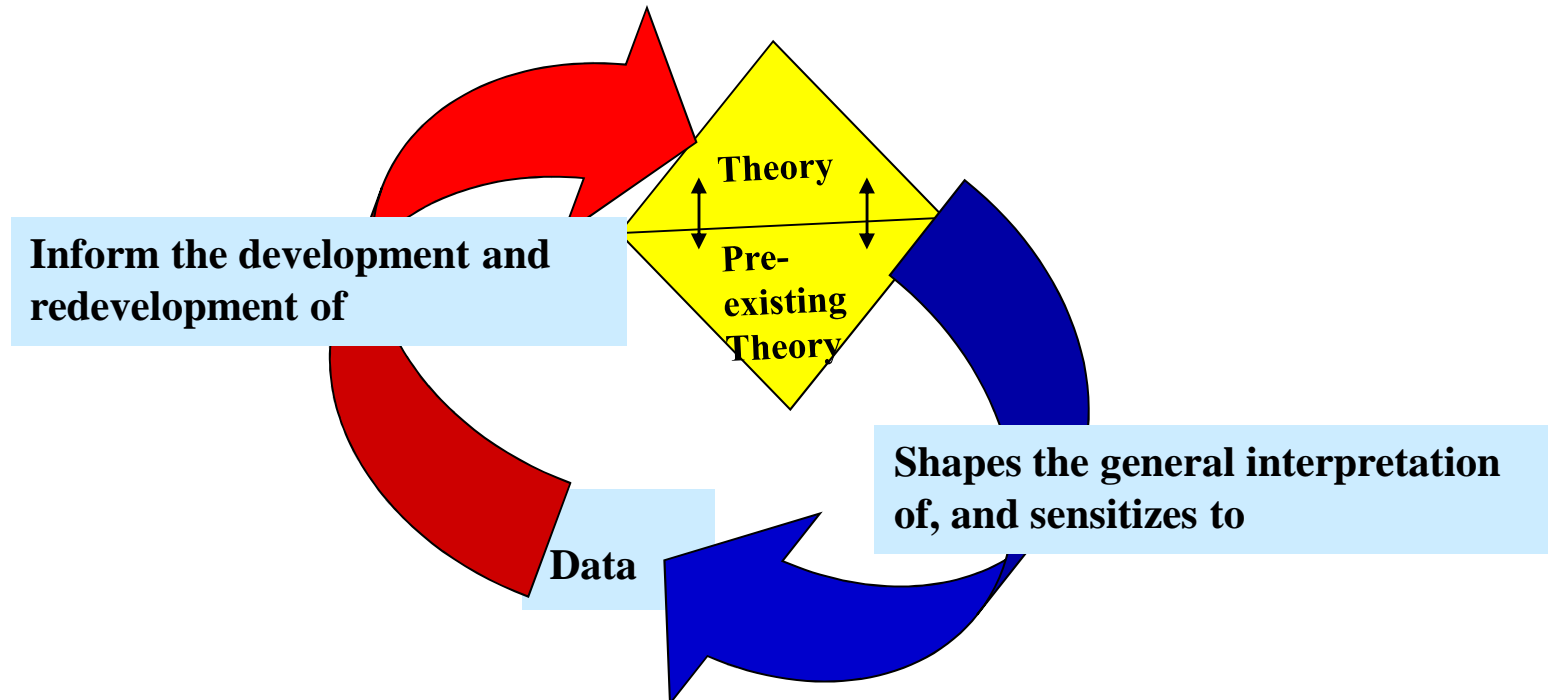 Theory
Pre-
existing
Theory
Inform the development and
redevelopment of
Shapes the general interpretation
of, and sensitizes to
Data